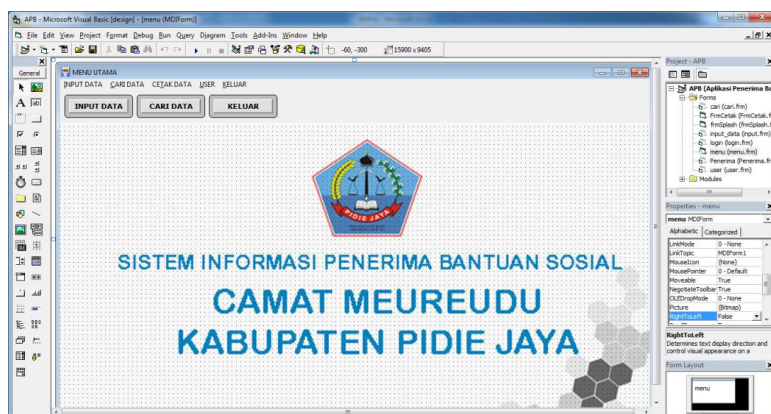 APB - Microsoft Visual Basic [design] - [menu (MDIForm)]
File Edit View Project Format Debug Run Query Diagram Tools Add-Ins Window Help
-60, -300 15900 x 9405
General
MENU UTAMA
INPUT DATA CARI DATA CETAK DATA USER KELUAR
INPUT DATA CARI DATA KELUAR
PIDIE JAYA
SISTEM INFORMASI PENERIMA BANTUAN SOSIAL
CAMAT MEUREUDU
KABUPATEN PIDIE JAYA
Project - APB
APB (Aplikasi Penerima Ba
Forms
cari (cari.frm)
FrmCetak (FrmCetak.f
frmSplash (frmSplash.f
input_data (input.frm)
login (login.frm)
menu (menu.frm)
Penerima (Penerima.fr
user (user.frm)
Modules
Properties - menu
menu MDIForm
Alphabetic Categorized
LinkMode 0 - None
LinkTopic MDIForm1
MouseIcon (None)
MousePointer 0 - Default
Moveable True
NegotiateToolbar True
OLEDropMode 0 - None
Picture (Bitmap)
RightToLeft False
RightToLeft
Determines text display direction and
control visual appearance on a
Form Layout
menu